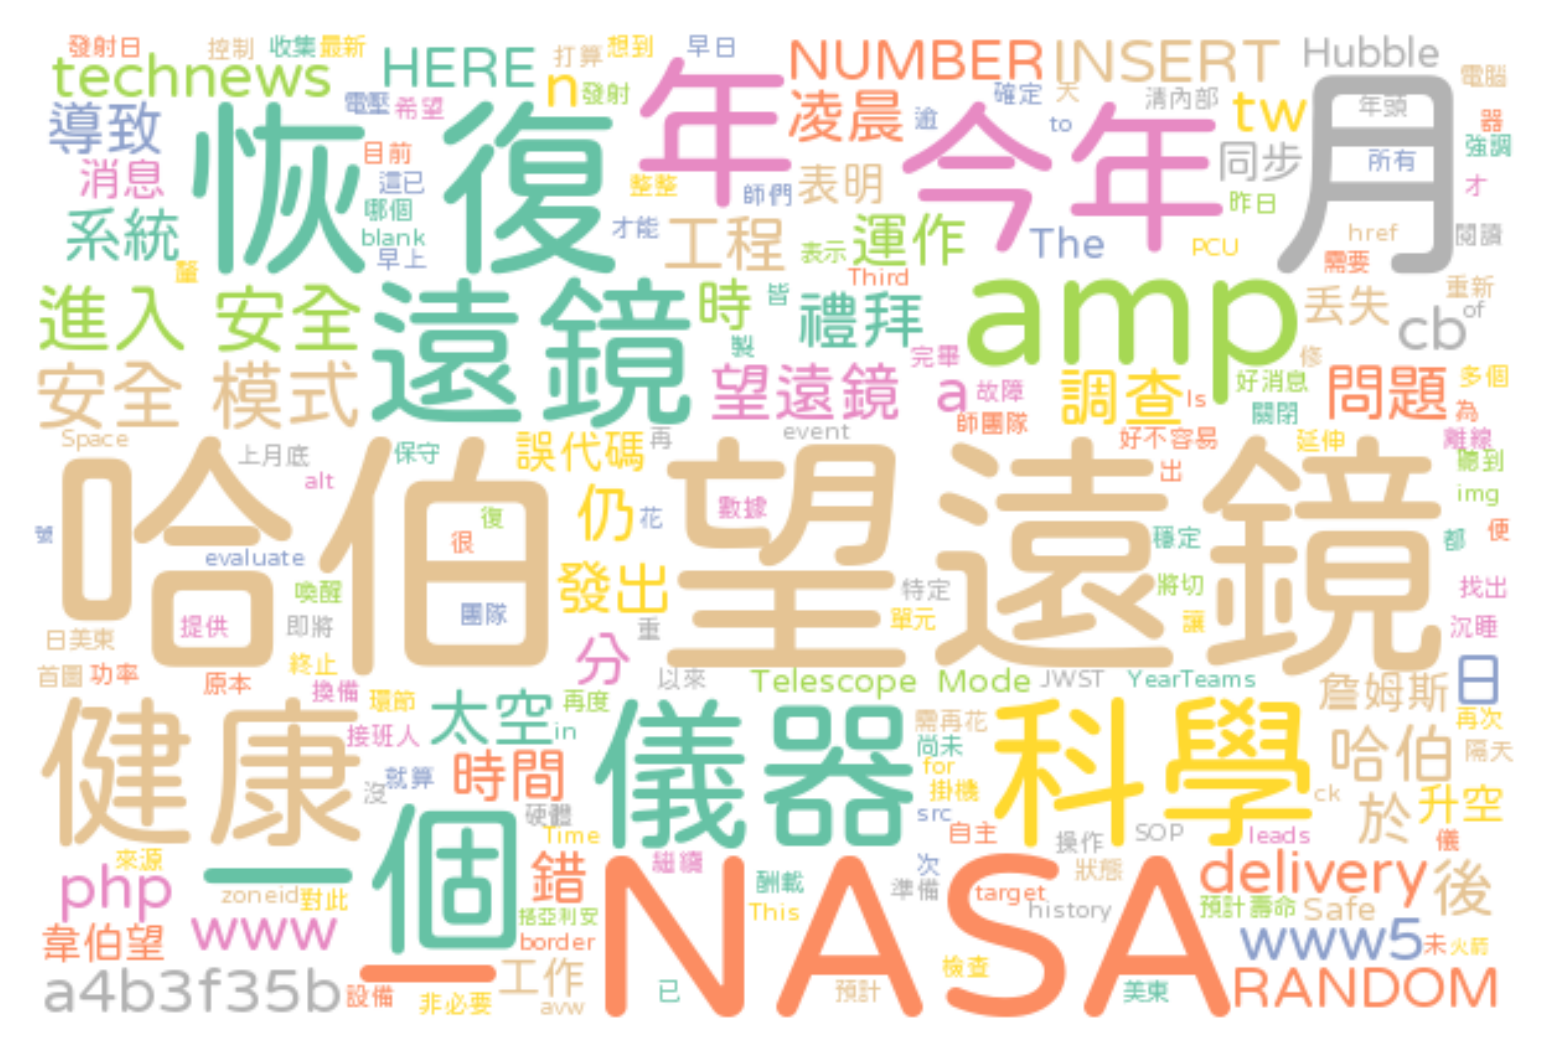 發射日 控制 收集 最新 打算 想到 早日 NUMBER INSERT Hubble
technews HERE n 發射 年 凌晨 確定 天 清內部 tw 年頭 電腦
導致 電壓 希望 恢復 逾 to 今年 月 同步 所有 器 強調
消息 目前 這已 整整 師們 表明 昨日 才
系統 哪個 blank 早上 才能 工程 表示 運作 The PCU href 閱讀
釐 Third 需要 重新
進入 安全 遠鏡 時 皆 禮拜 amp 丟失 cb of
製 完畢 修
安全 模式 望遠鏡 a 故障 調查 Is 好消息 問題 多個
師團隊 關閉 為
Space 上月底 保守 誤代碼 再 event 好不容易 延伸 離線
alt 出 聽到
哈伯望遠鏡 仍 花 數據 img
號 復 很 穩定 都 便
evaluate 喚醒 發出 特定 將切 找出
提供 即將 團隊 重 單元 讓 沉睡
日美東 分
首圖 功率 原本 終止 以來 Telescope Mode JWST YearTeams 詹姆斯 日
換備 環節 太空 再度 儀器 需再花 科學 再次
健康 接班人 in 尚未 哈伯 隔天
沒 就算 時間 for 掛機 ck 於 升空
一個 硬體 src 自主 操作 SOP leads 儀
來源 Time 錯 繼續 NASA 次 狀態 delivery 後
php zoneid 對此 酬載 準備 target 預計 壽命 Safe
www 搭亞利安 This history
韋伯望 border www5 未 火箭
a4b3f35b 設備 一 工作 檢查 RANDOM
非必要 avw 已 預計 美東